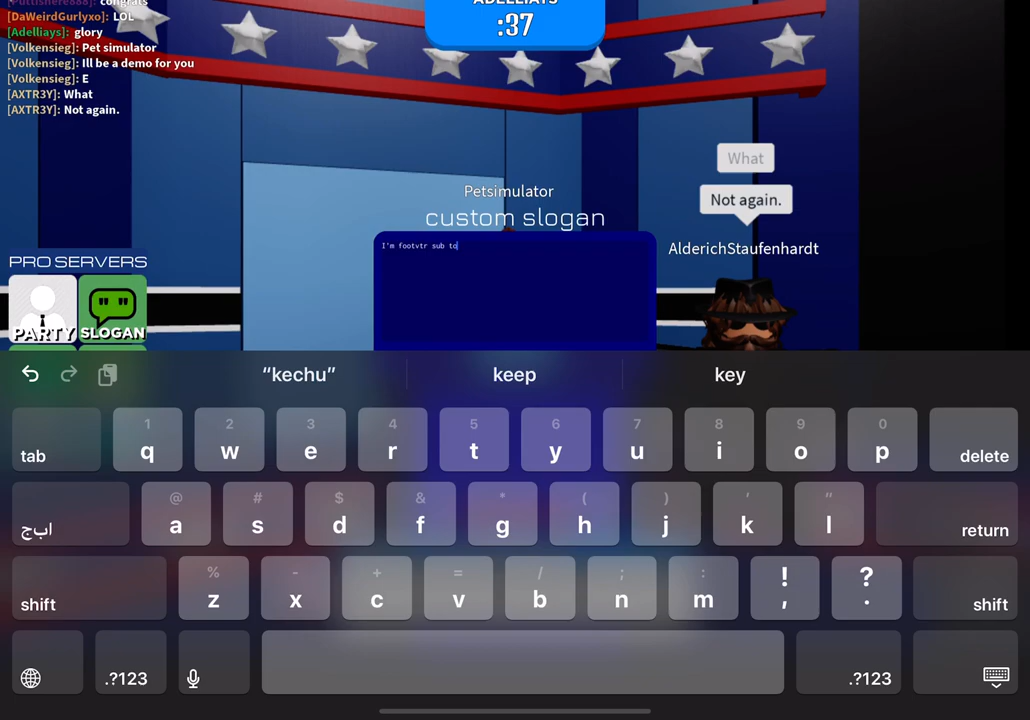 [Puttishere888]: congrats
[DaWeirdGurlyxo]: LOL
[Adelliays]: glory
[Volkensieg]: Pet simulator
[Volkensieg]: Ill be a demo for you
[Volkensieg]: E
[AXTR3Y]: What
[AXTR3Y]: Not again.
ADELLIAYS
:37
What
Not again.
AlderichStaufenhardt
Petsimulator
custom slogan
I'm footvtr sub to
PRO SERVERS
PARTY
SLOGAN
“kechu” keep key
1 2 3 4 5 6 7 8 9 0
tab q w e r t y u i o p delete
@ # $ & * ( ) ‘ “
ابج a s d f g h j k l return
% - + = / ; : ! ?
shift z x c v b n m , . shift
.?123 .?123